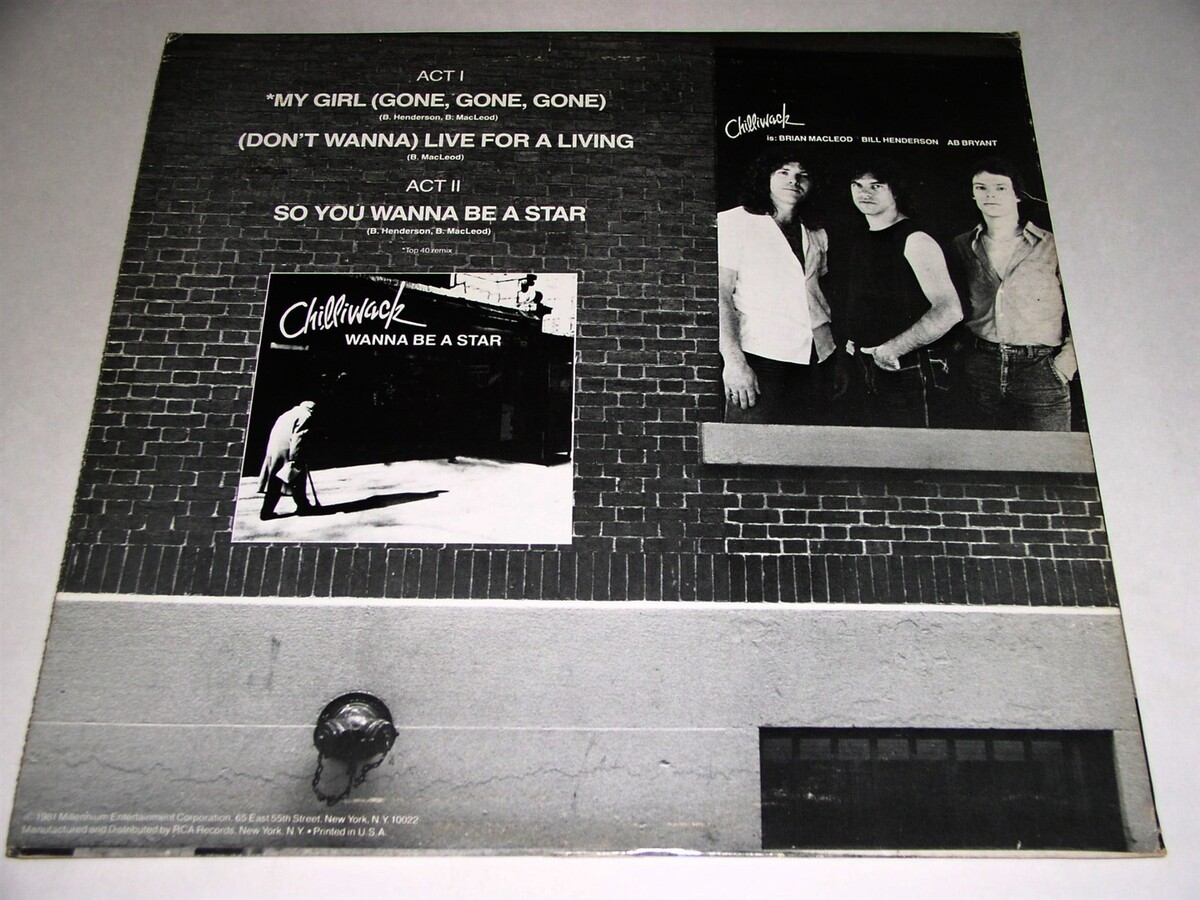 ACT I
*MY GIRL (GONE, GONE, GONE)
(B. Henderson, B. MacLeod)
(DON'T WANNA) LIVE FOR A LIVING
(B. MacLeod)
ACT II
SO YOU WANNA BE A STAR
(B. Henderson, B. MacLeod)
*Top 40 remix
Chilliwack
WANNA BE A STAR
Chilliwack
is: BRIAN MACLEOD BILL HENDERSON AB BRYANT
© 1981 Millennium Entertainment Corporation, 65 East 55th Street, New York, N.Y. 10022
Manufactured and Distributed by RCA Records, New York, N.Y. • Printed in U.S.A.